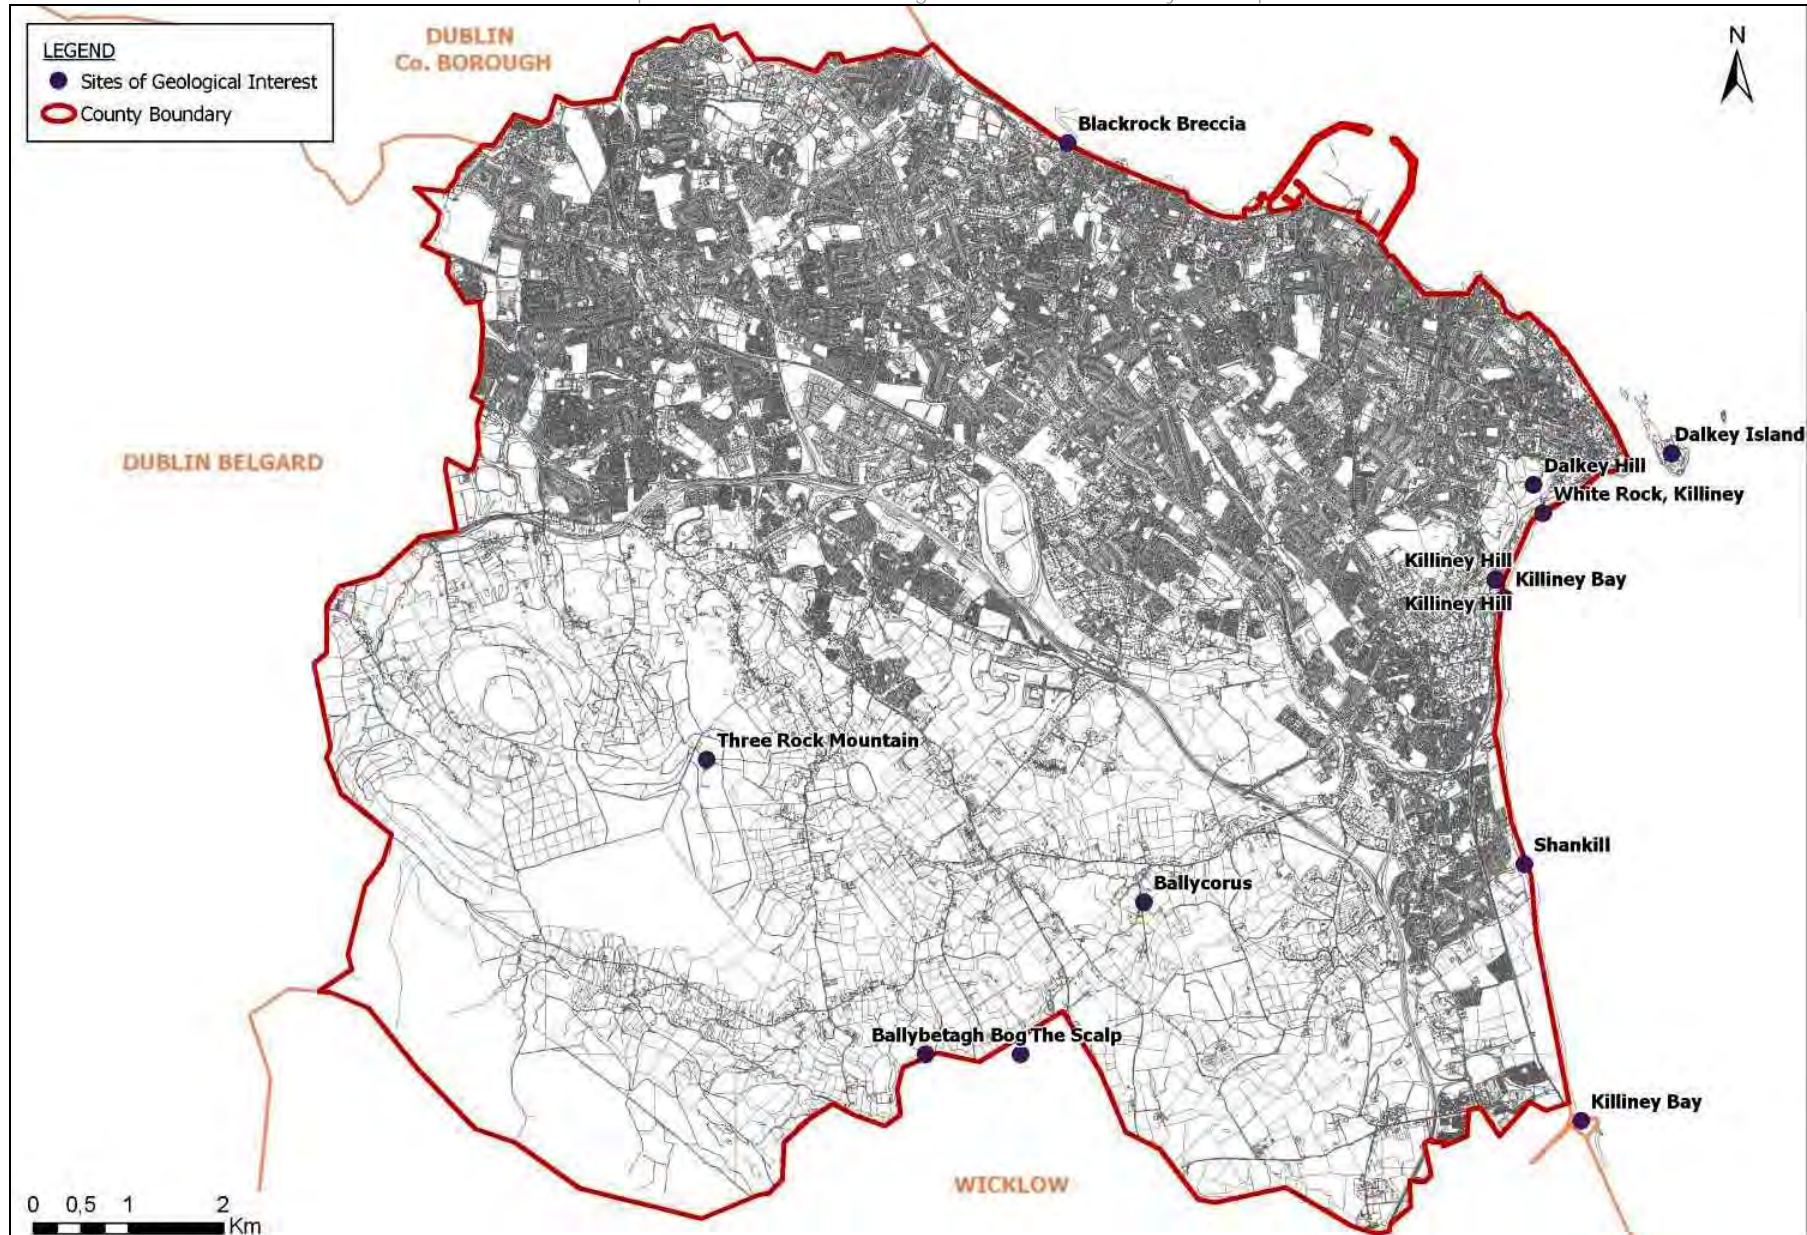 LEGEND
Sites of Geological Interest
County Boundary
DUBLIN
Co. BOROUGH
N
Blackrock Breccia
DUBLIN BELGARD
Dalkey Island
Dalkey Hill
White Rock, Killiney
Killiney Hill
Killiney Bay
Killiney Hill
Three Rock Mountain
Shankill
Ballycorus
Ballybetagh Bog
The Scalp
Killiney Bay
WICKLOW
0 0,5 1 2
Km